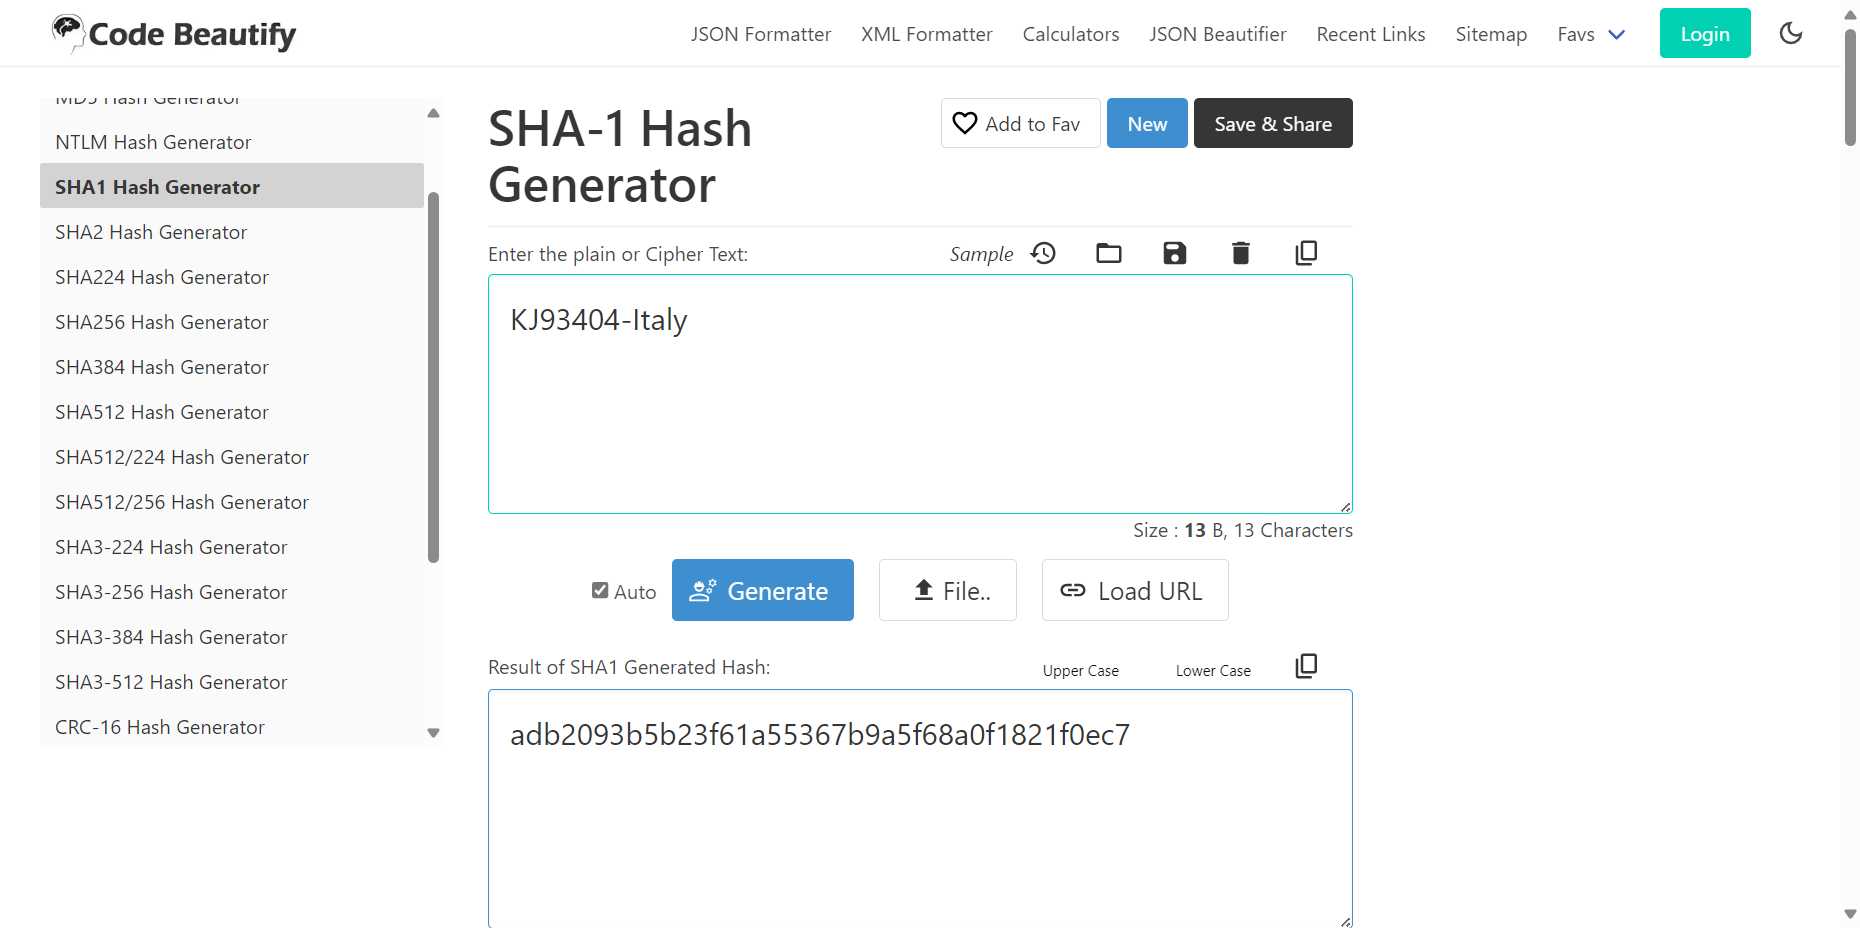 Code Beautify
JSON Formatter
XML Formatter
Calculators
JSON Beautifier
Recent Links
Sitemap
Favs
Login
MD5 Hash Generator
NTLM Hash Generator
SHA1 Hash Generator
SHA2 Hash Generator
SHA224 Hash Generator
SHA256 Hash Generator
SHA384 Hash Generator
SHA512 Hash Generator
SHA512/224 Hash Generator
SHA512/256 Hash Generator
SHA3-224 Hash Generator
SHA3-256 Hash Generator
SHA3-384 Hash Generator
SHA3-512 Hash Generator
CRC-16 Hash Generator
SHA-1 Hash
Generator
Add to Fav
New
Save & Share
Enter the plain or Cipher Text:
Sample
KJ93404-Italy
Size : 13 B, 13 Characters
Auto
Generate
File..
Load URL
Result of SHA1 Generated Hash:
Upper Case
Lower Case
adb2093b5b23f61a55367b9a5f68a0f1821f0ec7